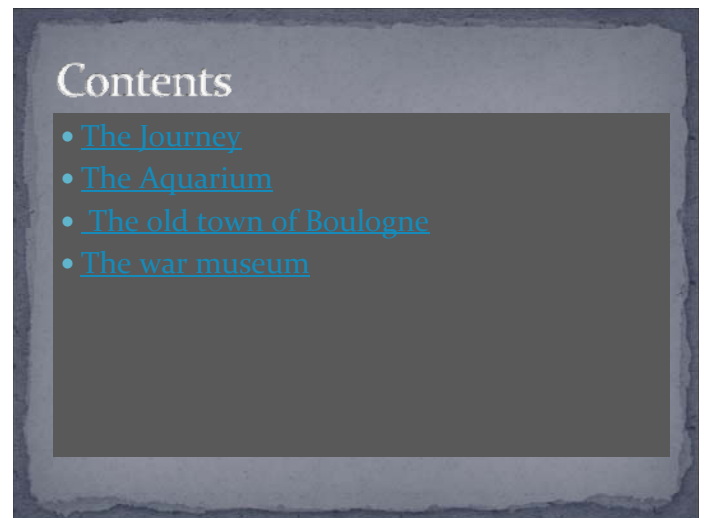 Contents
• The Journey
• The Aquarium
• The old town of Boulogne
• The war museum